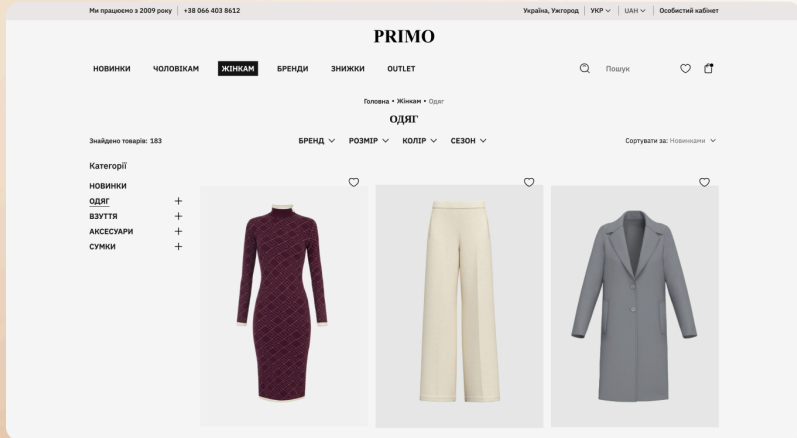 Ми працюємо з 2009 року +38 066 403 8612 Україна, Ужгород УКР UAH Особистий кабінет
PRIMO
НОВИНКИ ЧОЛОВІКАМ ЖІНКАМ БРЕНДИ ЗНИЖКИ OUTLET Пошук
Головна • Жінкам • Одяг
ОДЯГ
Знайдено товарів: 183 БРЕНД РОЗМІР КОЛІР СЕЗОН Сортувати за: Новинками
Категорії
НОВИНКИ
ОДЯГ
ВЗУТТЯ
АКСЕСУАРИ
СУМКИ